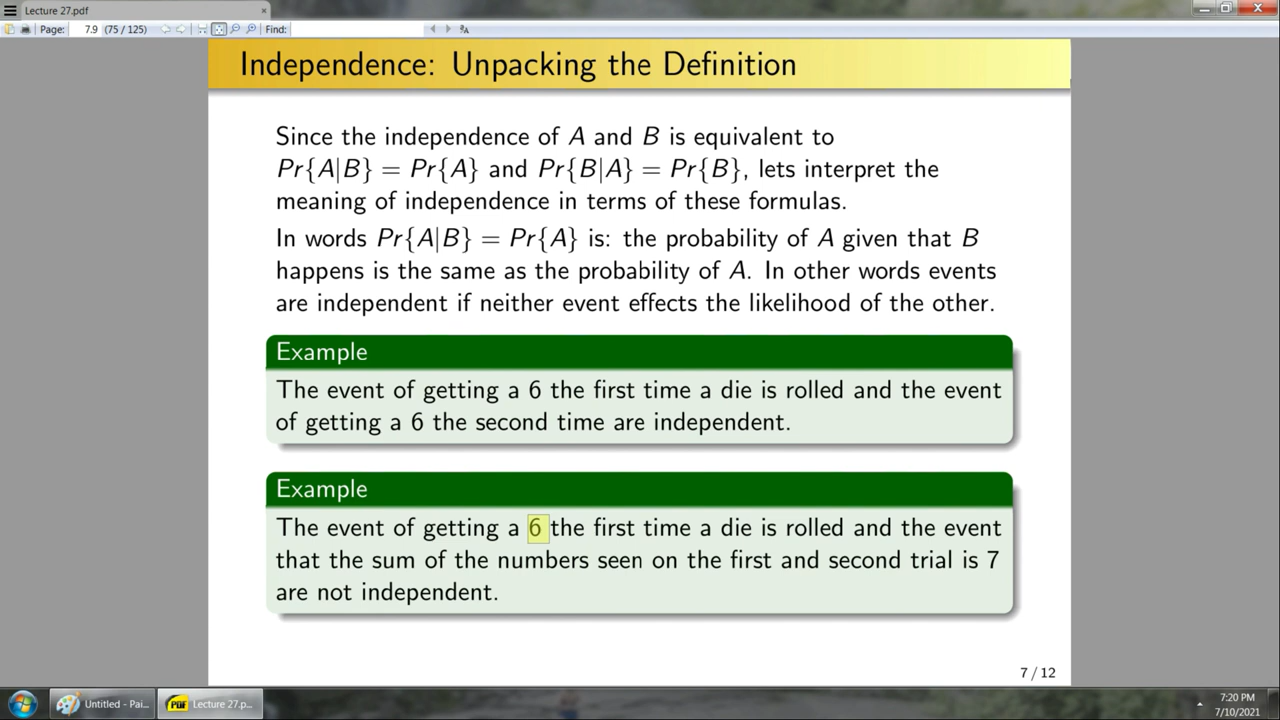 Lecture 27.pdf
Page: 7.9 (75 / 125) Find:
Independence: Unpacking the Definition
Since the independence of A and B is equivalent to
Pr{A|B} = Pr{A} and Pr{B|A} = Pr{B}, lets interpret the
meaning of independence in terms of these formulas.
In words Pr{A|B} = Pr{A} is: the probability of A given that B
happens is the same as the probability of A. In other words events
are independent if neither event effects the likelihood of the other.
Example
The event of getting a 6 the first time a die is rolled and the event
of getting a 6 the second time are independent.
Example
The event of getting a 6 the first time a die is rolled and the event
that the sum of the numbers seen on the first and second trial is 7
are not independent.
7 / 12
Untitled - Pai... Lecture 27.p... 7:20 PM
7/10/2021